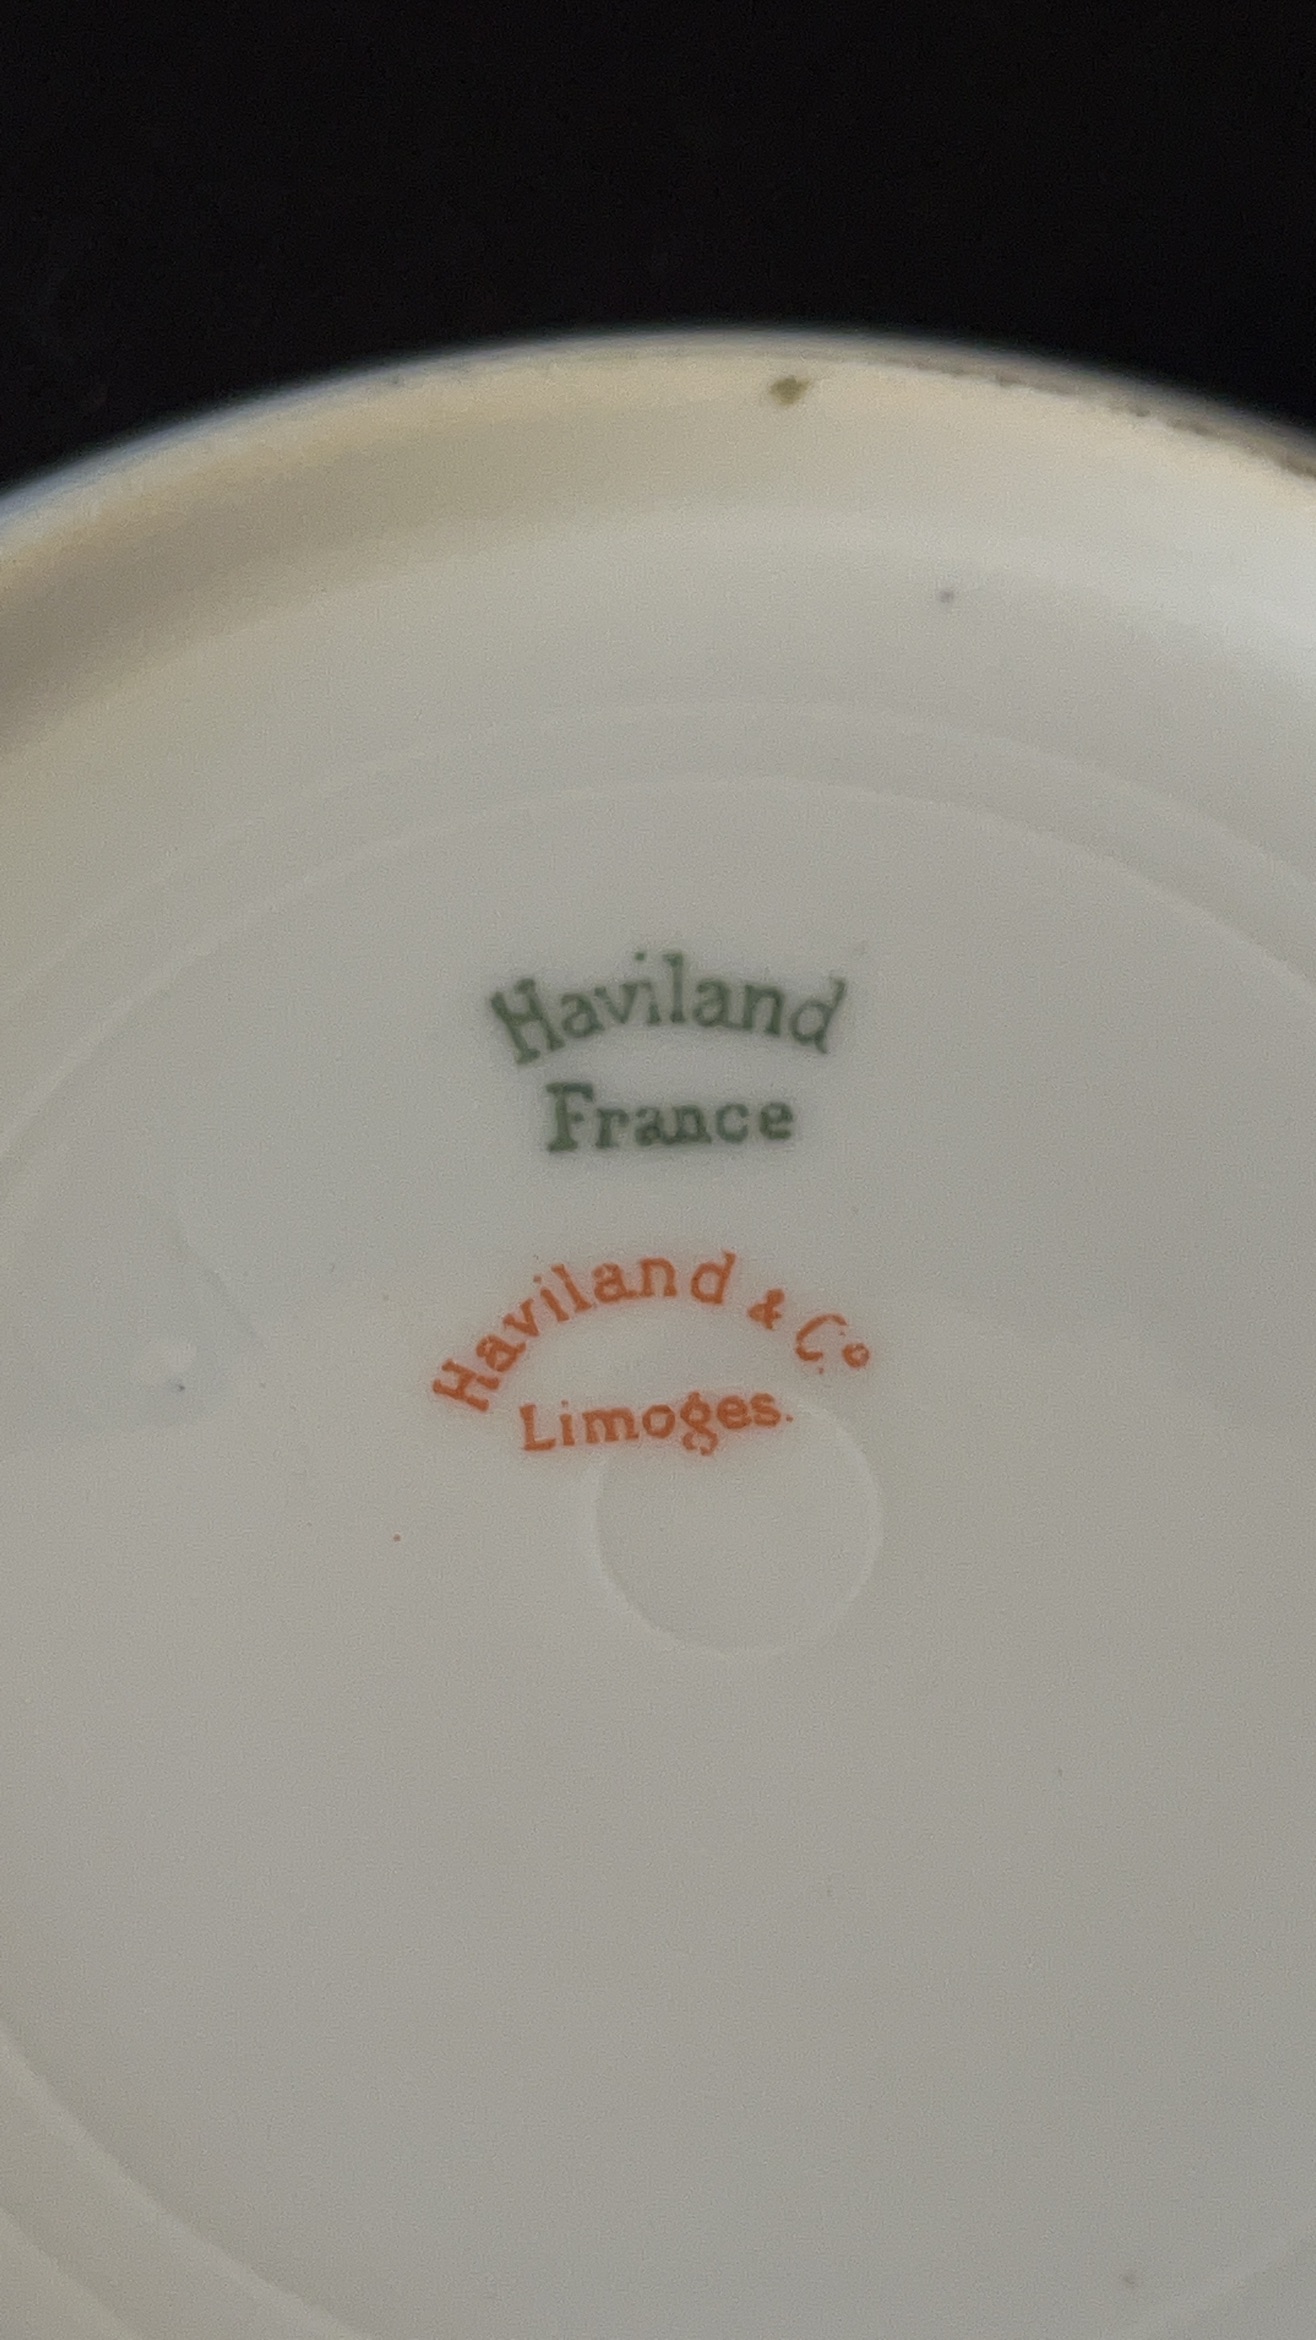 Haviland
France
Haviland & Co
Limoges.